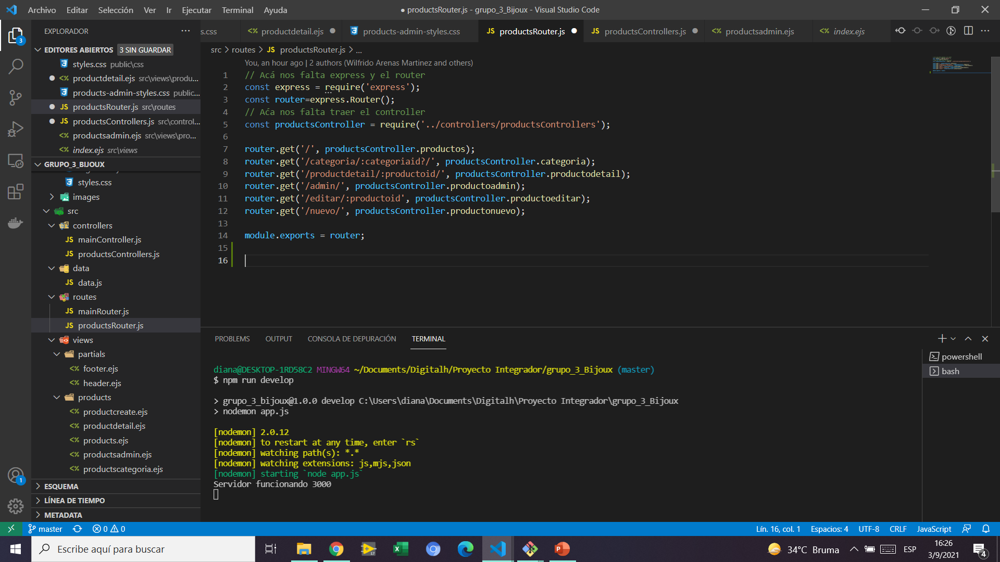 Archivo Editar Selección Ver Ir Ejecutar Terminal Ayuda
● productsRouter.js - grupo_3_Bijoux - Visual Studio Code
EXPLORADOR
EDITORES ABIERTOS 3 SIN GUARDAR
styles.css public\css
productdetail.ejs src\views\produ...
products-admin-styles.css public...
productsRouter.js src\routes
productsControllers.js src\control...
productsadmin.ejs src\views\pro...
index.ejs src\views
GRUPO_3_BIJOUX
styles.css
images
src
controllers
mainController.js
productsControllers.js
data
data.js
routes
mainRouter.js
productsRouter.js
views
partials
footer.ejs
header.ejs
products
productcreate.ejs
productdetail.ejs
products.ejs
productsadmin.ejs
productscategoria.ejs
ESQUEMA
LÍNEA DE TIEMPO
METADATA
s.css productdetail.ejs products-admin-styles.css productsRouter.js productsControllers.js productsadmin.ejs index.ejs
src > routes > JS productsRouter.js > ...
You, an hour ago | 2 authors (Wilfrido Arenas Martinez and others)
1 // Acá nos falta express y el router
2 const express = require('express');
3 const router=express.Router();
4 // Aća nos falta traer el controller
5 const productsController = require('../controllers/productsControllers');
6
7 router.get('/', productsController.productos);
8 router.get('/categoria/:categoriaid?/', productsController.categoria);
9 router.get('/productdetail/:productoid/', productsController.productodetail);
10 router.get('/admin/', productsController.productoadmin);
11 router.get('/editar/:productoid', productsController.productoeditar);
12 router.get('/nuevo/', productsController.productonuevo);
13
14 module.exports = router;
15
16
PROBLEMS OUTPUT CONSOLA DE DEPURACIÓN TERMINAL
powershell
bash
diana@DESKTOP-1RD58C2 MINGW64 ~/Documents/Digitalh/Proyecto Integrador/grupo_3_Bijoux (master)
$ npm run develop
> grupo_3_bijoux@1.0.0 develop C:\Users\diana\Documents\Digitalh\Proyecto Integrador\grupo_3_Bijoux
> nodemon app.js
[nodemon] 2.0.12
[nodemon] to restart at any time, enter `rs`
[nodemon] watching path(s): *.*
[nodemon] watching extensions: js,mjs,json
[nodemon] starting `node app.js`
Servidor funcionando 3000
master 0 0 Lín. 16, col. 1 Espacios: 4 UTF-8 CRLF JavaScript
Escribe aquí para buscar
34°C Bruma ESP
16:26
3/9/2021
4